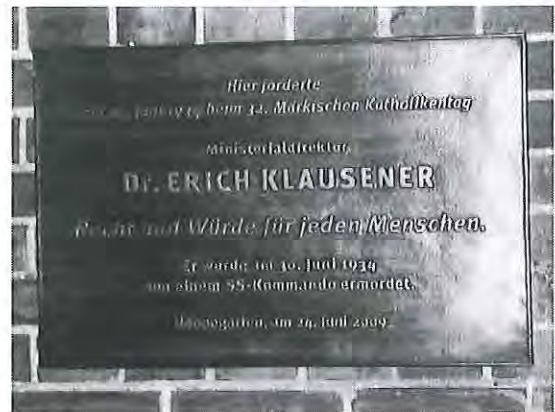 Hier forderte
beim 32. Märkischen Katholikentag
Ministerialdirektor
Dr. ERICH KLAUSENER
Recht und Würde für jeden Menschen.
Er wurde am 30. Juni 1934
von einem SS-Kommando ermordet.
Hoppegarten, am 24. Juni 2009